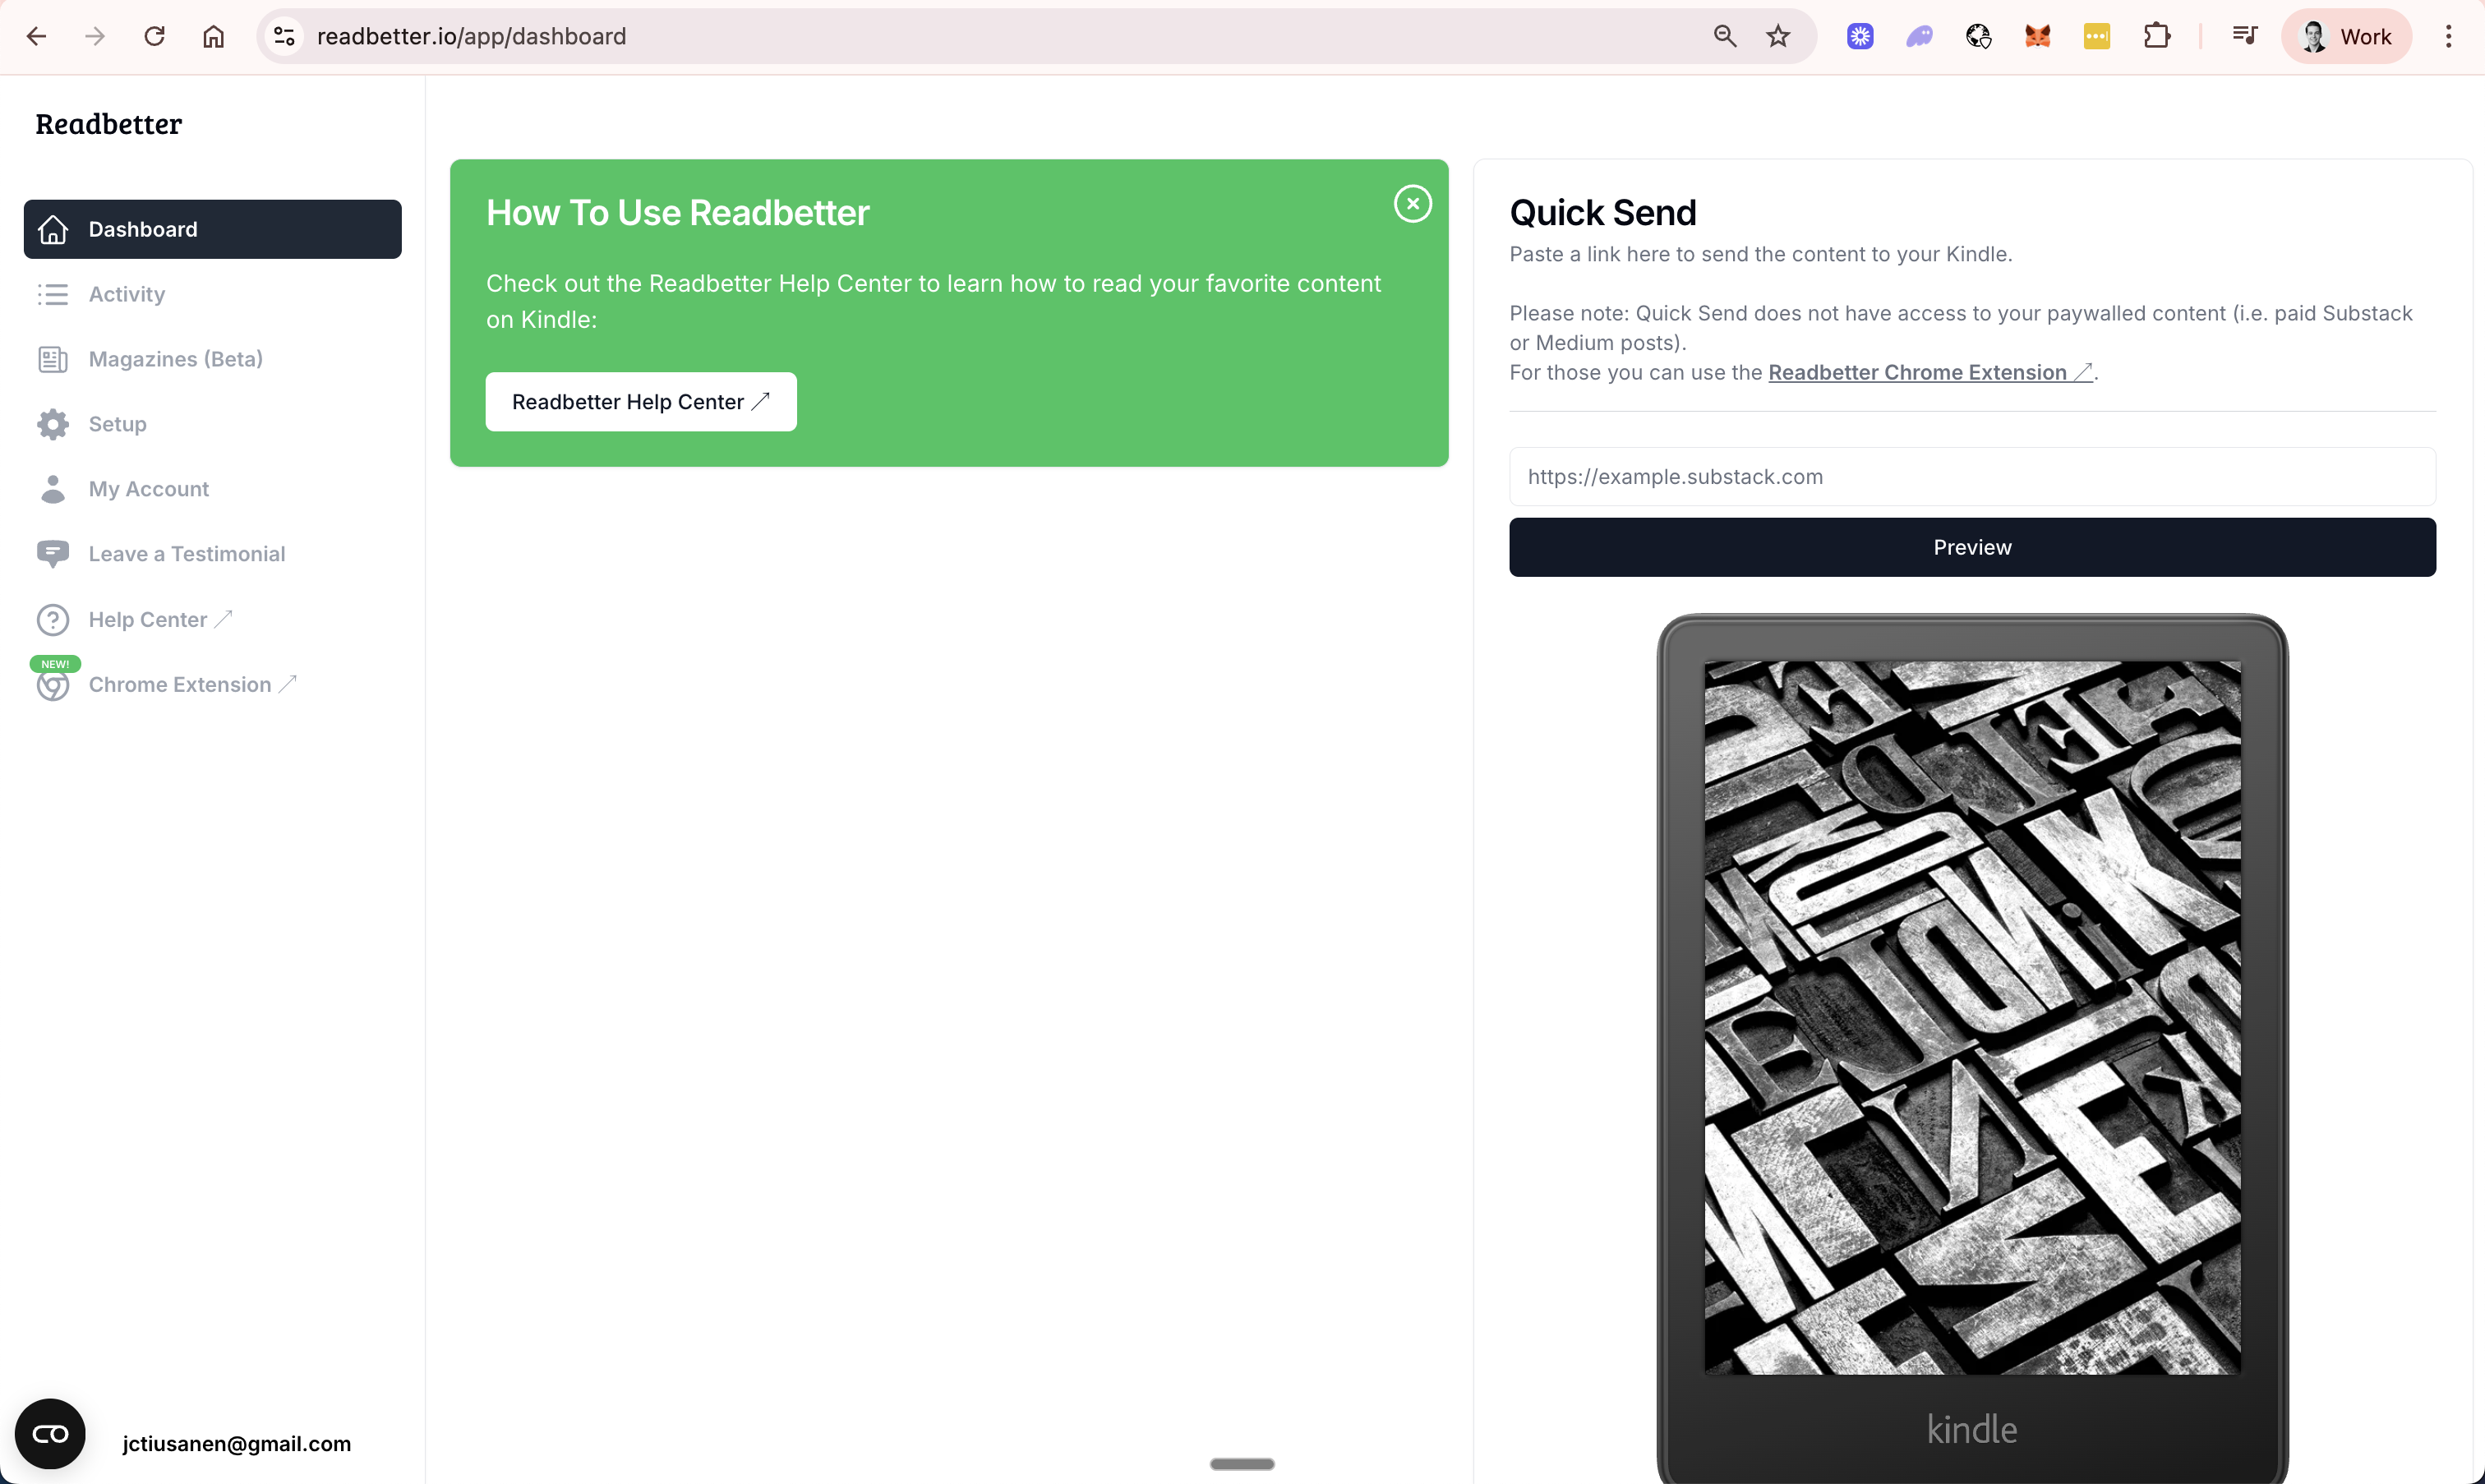 readbetter.io/app/dashboard
Work
Readbetter
Dashboard
Activity
Magazines (Beta)
Setup
My Account
Leave a Testimonial
Help Center
NEW!
Chrome Extension
jctiusanen@gmail.com
How To Use Readbetter
Check out the Readbetter Help Center to learn how to read your favorite content
on Kindle:
Readbetter Help Center
Quick Send
Paste a link here to send the content to your Kindle.
Please note: Quick Send does not have access to your paywalled content (i.e. paid Substack
or Medium posts).
For those you can use the Readbetter Chrome Extension.
https://example.substack.com
Preview
kindle